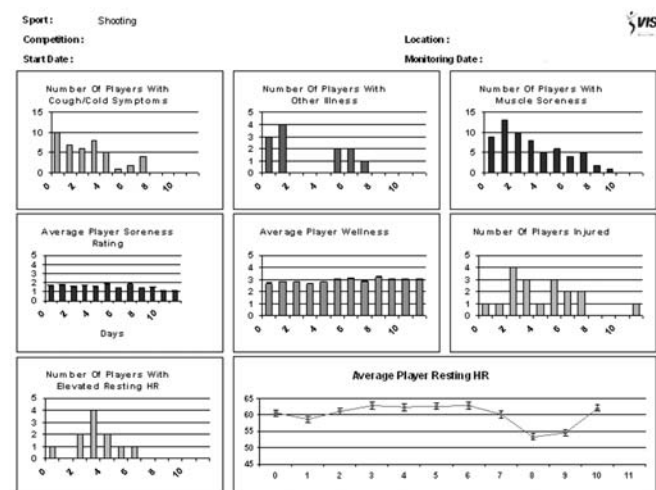 Sport : Shooting
VIS
Competition : Location :
Start Date : Monitoring Date :
Number Of Players With
Cough/Cold Symptoms
15
10
5
0
0 2 4 6 8 10
Number Of Players With
Other Illness
5
4
3
2
1
0
0 2 4 6 8 10
Number Of Players With
Muscle Soreness
15
10
5
0
0 2 4 6 8 10
Average Player Soreness
Rating
5
4
3
2
1
0
0 2 4 6 8 10
Days
Average Player Wellness
5
4
3
2
1
0
0 2 4 6 8 10
Number Of Players Injured
5
4
3
2
1
0
0 2 4 6 8 10
Number Of Players With
Elevated Resting HR
5
4
3
2
1
0
0 2 4 6 8 10
Average Player Resting HR
65
60
55
50
45
0 1 2 3 4 5 6 7 8 9 10 11